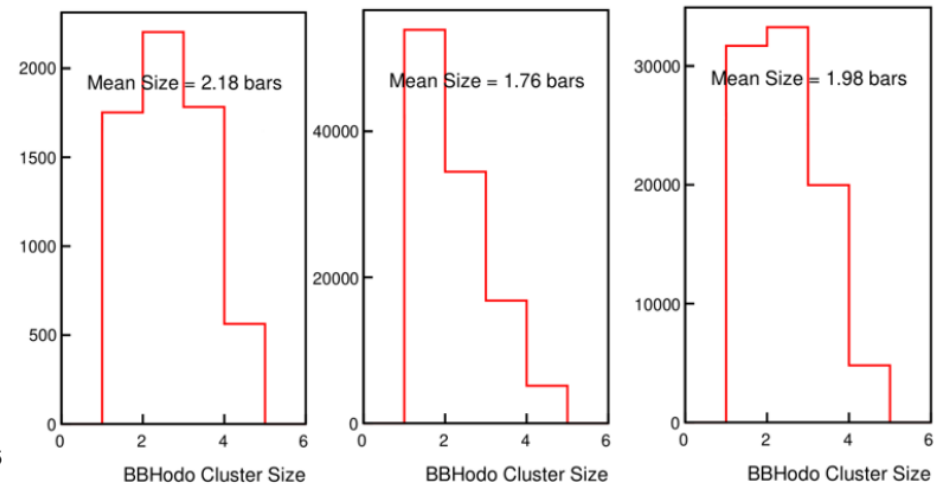 2000
1500
1000
500
0
0 2 4 6
Mean Size = 2.18 bars
BBHodo Cluster Size
40000
20000
0
0 2 4 6
Mean Size = 1.76 bars
BBHodo Cluster Size
30000
20000
10000
0
0 2 4 6
Mean Size = 1.98 bars
BBHodo Cluster Size